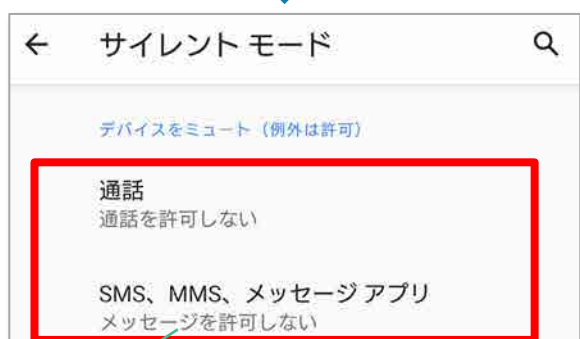 サイレント モード
デバイスをミュート（例外は許可）
通話
通話を許可しない
SMS、MMS、メッセージ アプリ
メッセージを許可しない